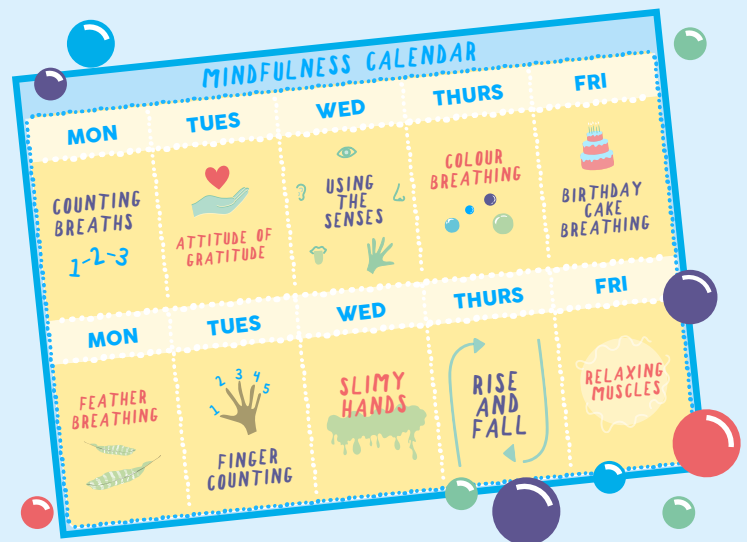 MINDFULNESS CALENDAR
MON
TUES
WED
THURS
FRI
COUNTING
BREATHS
1-2-3
ATTITUDE OF
GRATITUDE
USING
THE
SENSES
COLOUR
BREATHING
BIRTHDAY
CAKE
BREATHING
MON
TUES
WED
THURS
FRI
FEATHER
BREATHING
1 2 3 4 5
FINGER
COUNTING
SLIMY
HANDS
RISE
AND
FALL
RELAXING
MUSCLES